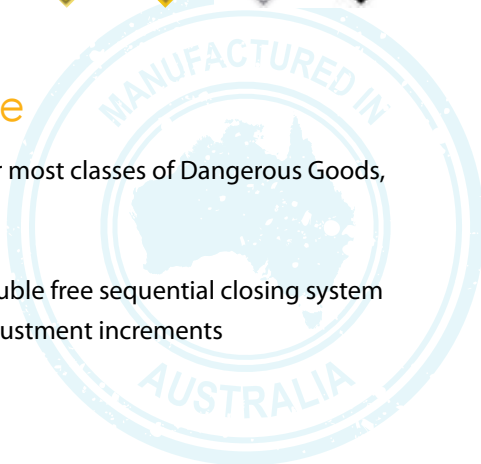 e
r most classes of Dangerous Goods,
uble free sequential closing system
ustment increments
MANUFACTURED IN
AUSTRALIA